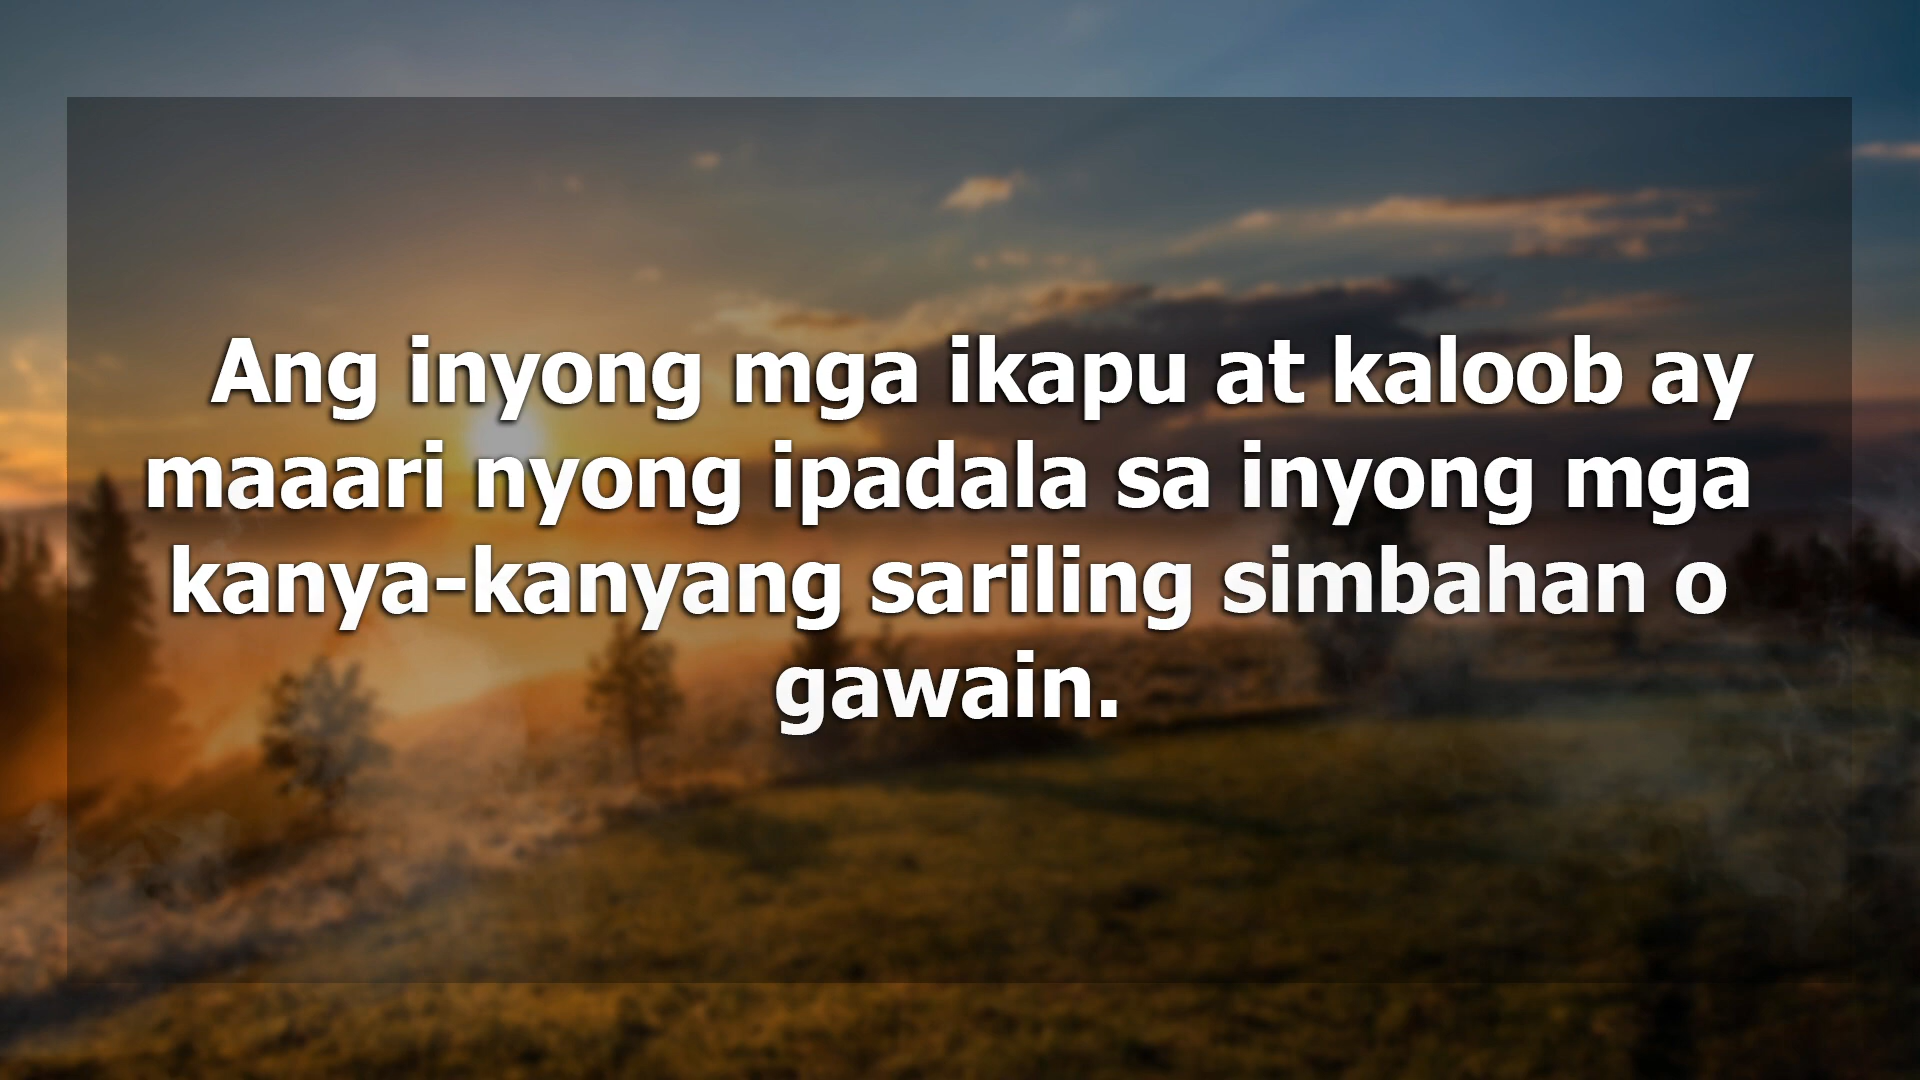 Ang inyong mga ikapu at kaloob ay
maaari nyong ipadala sa inyong mga
kanya-kanyang sariling simbahan o
gawain.